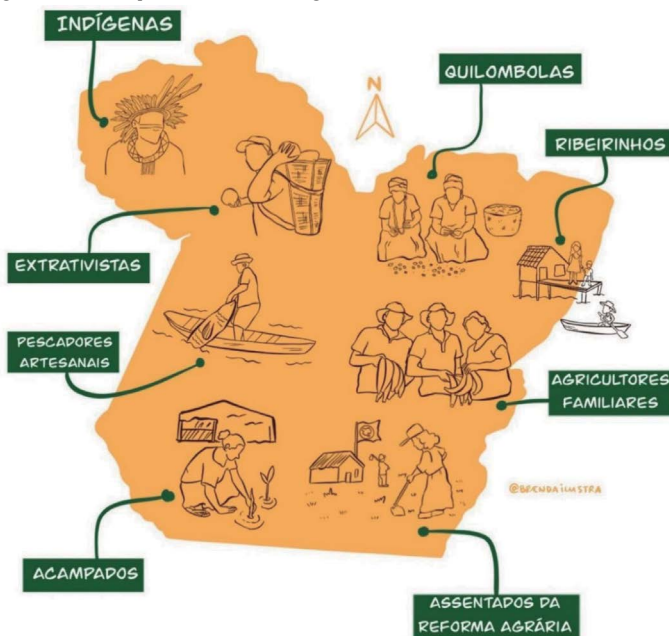 INDÍGENAS
N
QUILOMBOLAS
RIBEIRINHOS
EXTRATIVISTAS
PESCADORES
ARTESANAIS
AGRICULTORES
FAMILIARES
@BRENDAILUSTRA
ACAMPADOS
ASSENTADOS DA
REFORMA AGRÁRIA